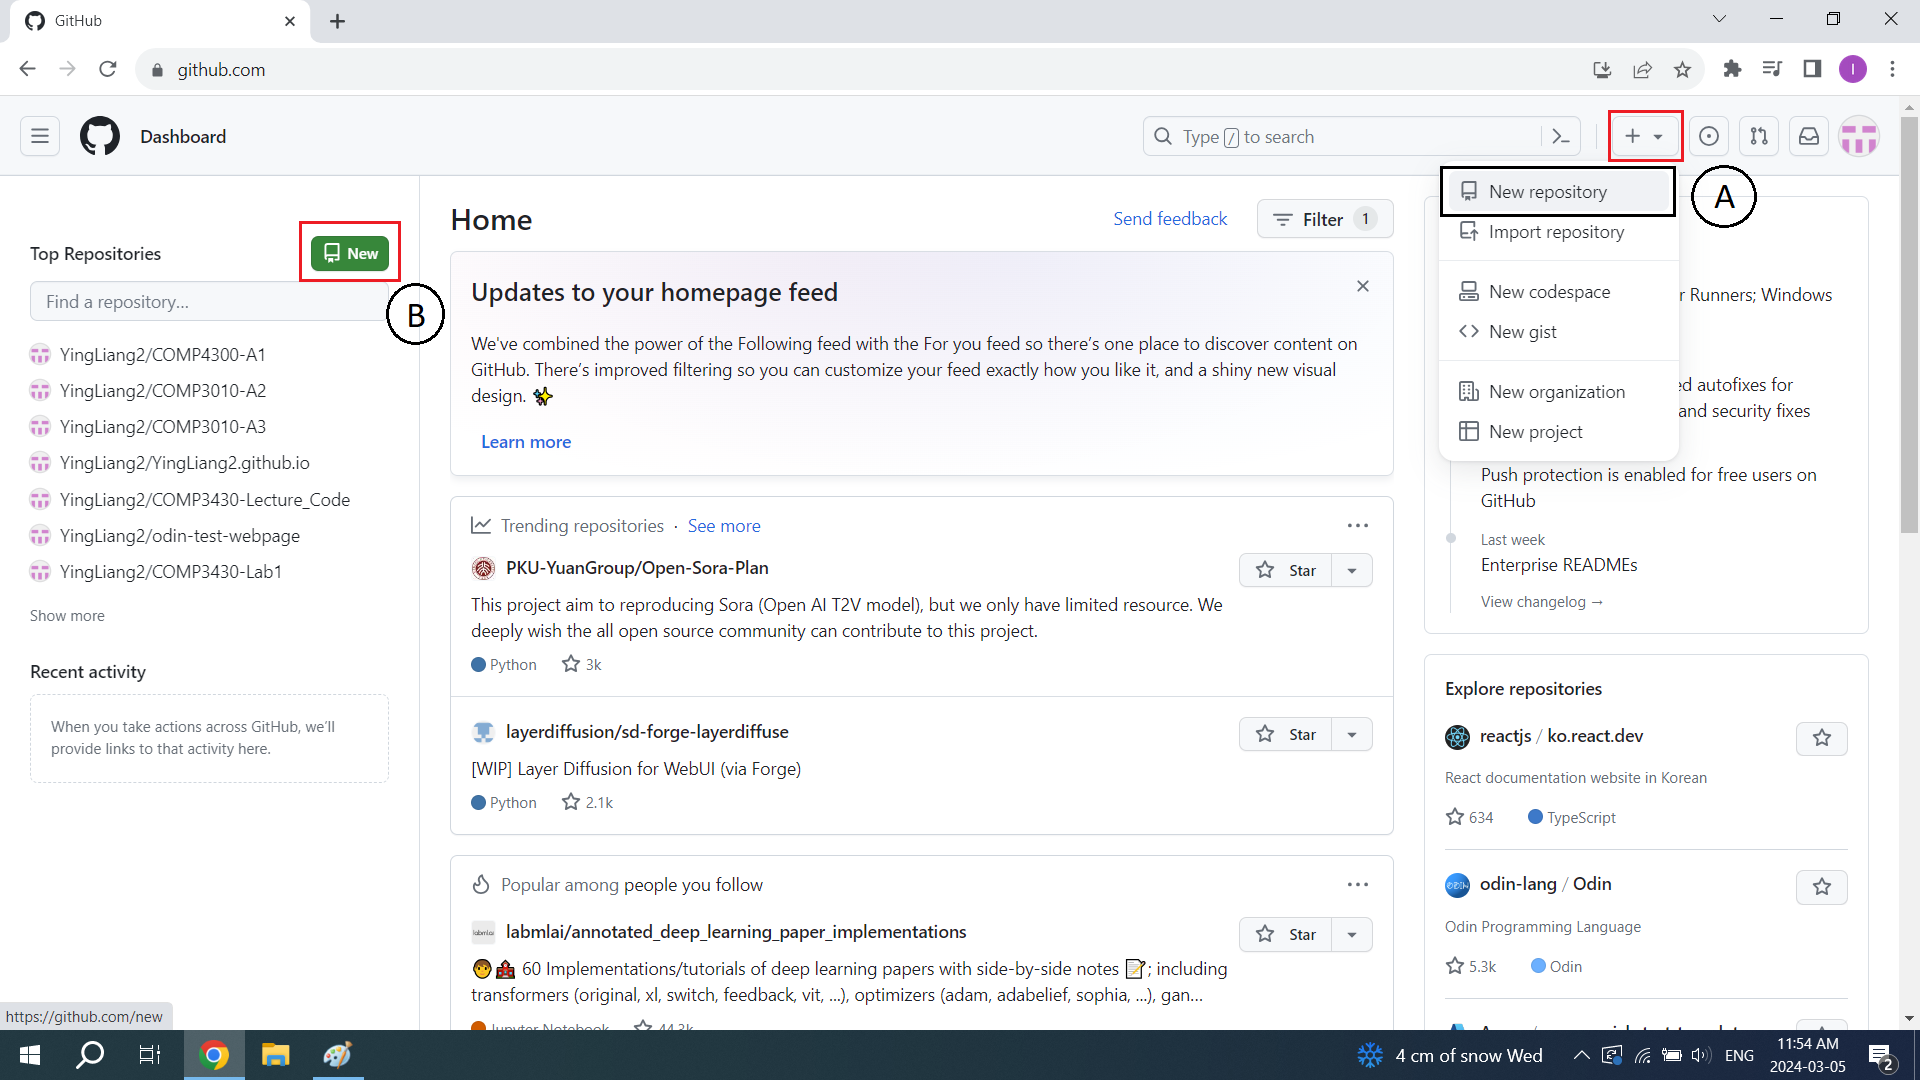 GitHub
github.com
I
Dashboard
Type / to search
New repository
A
Import repository
New codespace
New gist
New organization
New project
Top Repositories
New
B
Find a repository...
YingLiang2/COMP4300-A1
YingLiang2/COMP3010-A2
YingLiang2/COMP3010-A3
YingLiang2/YingLiang2.github.io
YingLiang2/COMP3430-Lecture_Code
YingLiang2/odin-test-webpage
YingLiang2/COMP3430-Lab1
Show more
Recent activity
When you take actions across GitHub, we'll
provide links to that activity here.
Home
Send feedback
Filter 1
Updates to your homepage feed
We've combined the power of the Following feed with the For you feed so there's one place to discover content on
GitHub. There's improved filtering so you can customize your feed exactly how you like it, and a shiny new visual
design. ✨
Learn more
Trending repositories · See more
PKU-YuanGroup/Open-Sora-Plan
Star
This project aim to reproducing Sora (Open AI T2V model), but we only have limited resource. We
deeply wish the all open source community can contribute to this project.
Python 3k
layerdiffusion/sd-forge-layerdiffuse
Star
[WIP] Layer Diffusion for WebUI (via Forge)
Python 2.1k
Popular among people you follow
labmlai/annotated_deep_learning_paper_implementations
Star
🧑‍🏫 60 Implementations/tutorials of deep learning papers with side-by-side notes 📝; including
transformers (original, xl, switch, feedback, vit, ...), optimizers (adam, adabelief, sophia, ...), gan...
Jupyter Notebook 44.3k
r Runners; Windows
d autofixes for
and security fixes
Push protection is enabled for free users on
GitHub
Last week
Enterprise READMEs
View changelog →
Explore repositories
reactjs / ko.react.dev
React documentation website in Korean
634 TypeScript
odin-lang / Odin
Odin Programming Language
5.3k Odin
https://github.com/new
4 cm of snow Wed
ENG
11:54 AM
2024-03-05
2